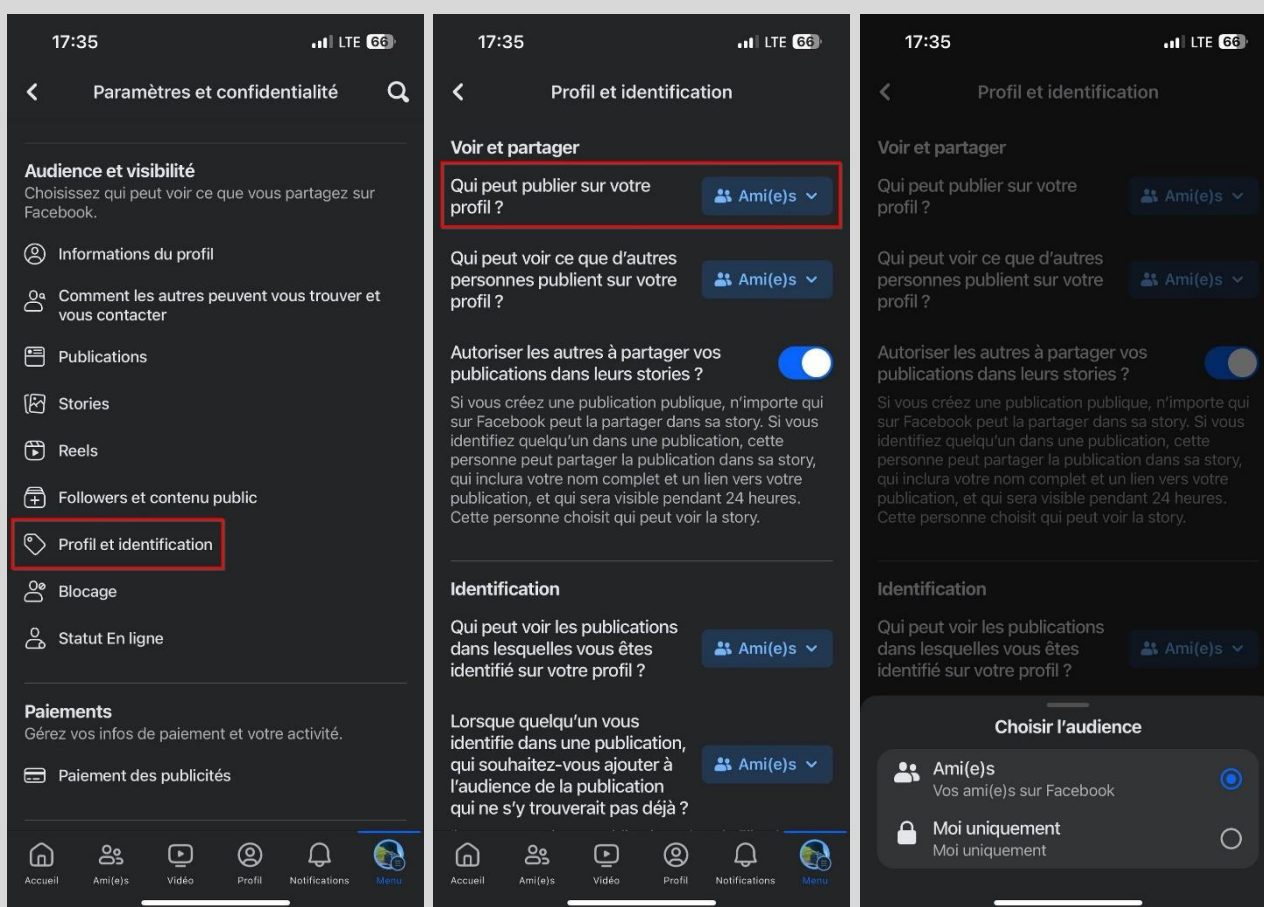 17:35 LTE 66
Paramètres et confidentialité
Audience et visibilité
Choisissez qui peut voir ce que vous partagez sur
Facebook.
Informations du profil
Comment les autres peuvent vous trouver et
vous contacter
Publications
Stories
Reels
Followers et contenu public
Profil et identification
Blocage
Statut En ligne
Paiements
Gérez vos infos de paiement et votre activité.
Paiement des publicités
Accueil Ami(e)s Vidéo Profil Notifications Menu
17:35 LTE 66
Profil et identification
Voir et partager
Qui peut publier sur votre
profil ?
Ami(e)s
Qui peut voir ce que d'autres
personnes publient sur votre
profil ?
Ami(e)s
Autoriser les autres à partager vos
publications dans leurs stories ?
Si vous créez une publication publique, n'importe qui
sur Facebook peut la partager dans sa story. Si vous
identifiez quelqu'un dans une publication, cette
personne peut partager la publication dans sa story,
qui inclura votre nom complet et un lien vers votre
publication, et qui sera visible pendant 24 heures.
Cette personne choisit qui peut voir la story.
Identification
Qui peut voir les publications
dans lesquelles vous êtes
identifié sur votre profil ?
Ami(e)s
Lorsque quelqu'un vous
identifie dans une publication,
qui souhaitez-vous ajouter à
l'audience de la publication
qui ne s'y trouverait pas déjà ?
Ami(e)s
Accueil Ami(e)s Vidéo Profil Notifications Menu
17:35 LTE 66
Profil et identification
Voir et partager
Qui peut publier sur votre
profil ?
Ami(e)s
Qui peut voir ce que d'autres
personnes publient sur votre
profil ?
Ami(e)s
Autoriser les autres à partager vos
publications dans leurs stories ?
Si vous créez une publication publique, n'importe qui
sur Facebook peut la partager dans sa story. Si vous
identifiez quelqu'un dans une publication, cette
personne peut partager la publication dans sa story,
qui inclura votre nom complet et un lien vers votre
publication, et qui sera visible pendant 24 heures.
Cette personne choisit qui peut voir la story.
Identification
Qui peut voir les publications
dans lesquelles vous êtes
identifié sur votre profil ?
Ami(e)s
Choisir l'audience
Ami(e)s
Vos ami(e)s sur Facebook
Moi uniquement
Moi uniquement